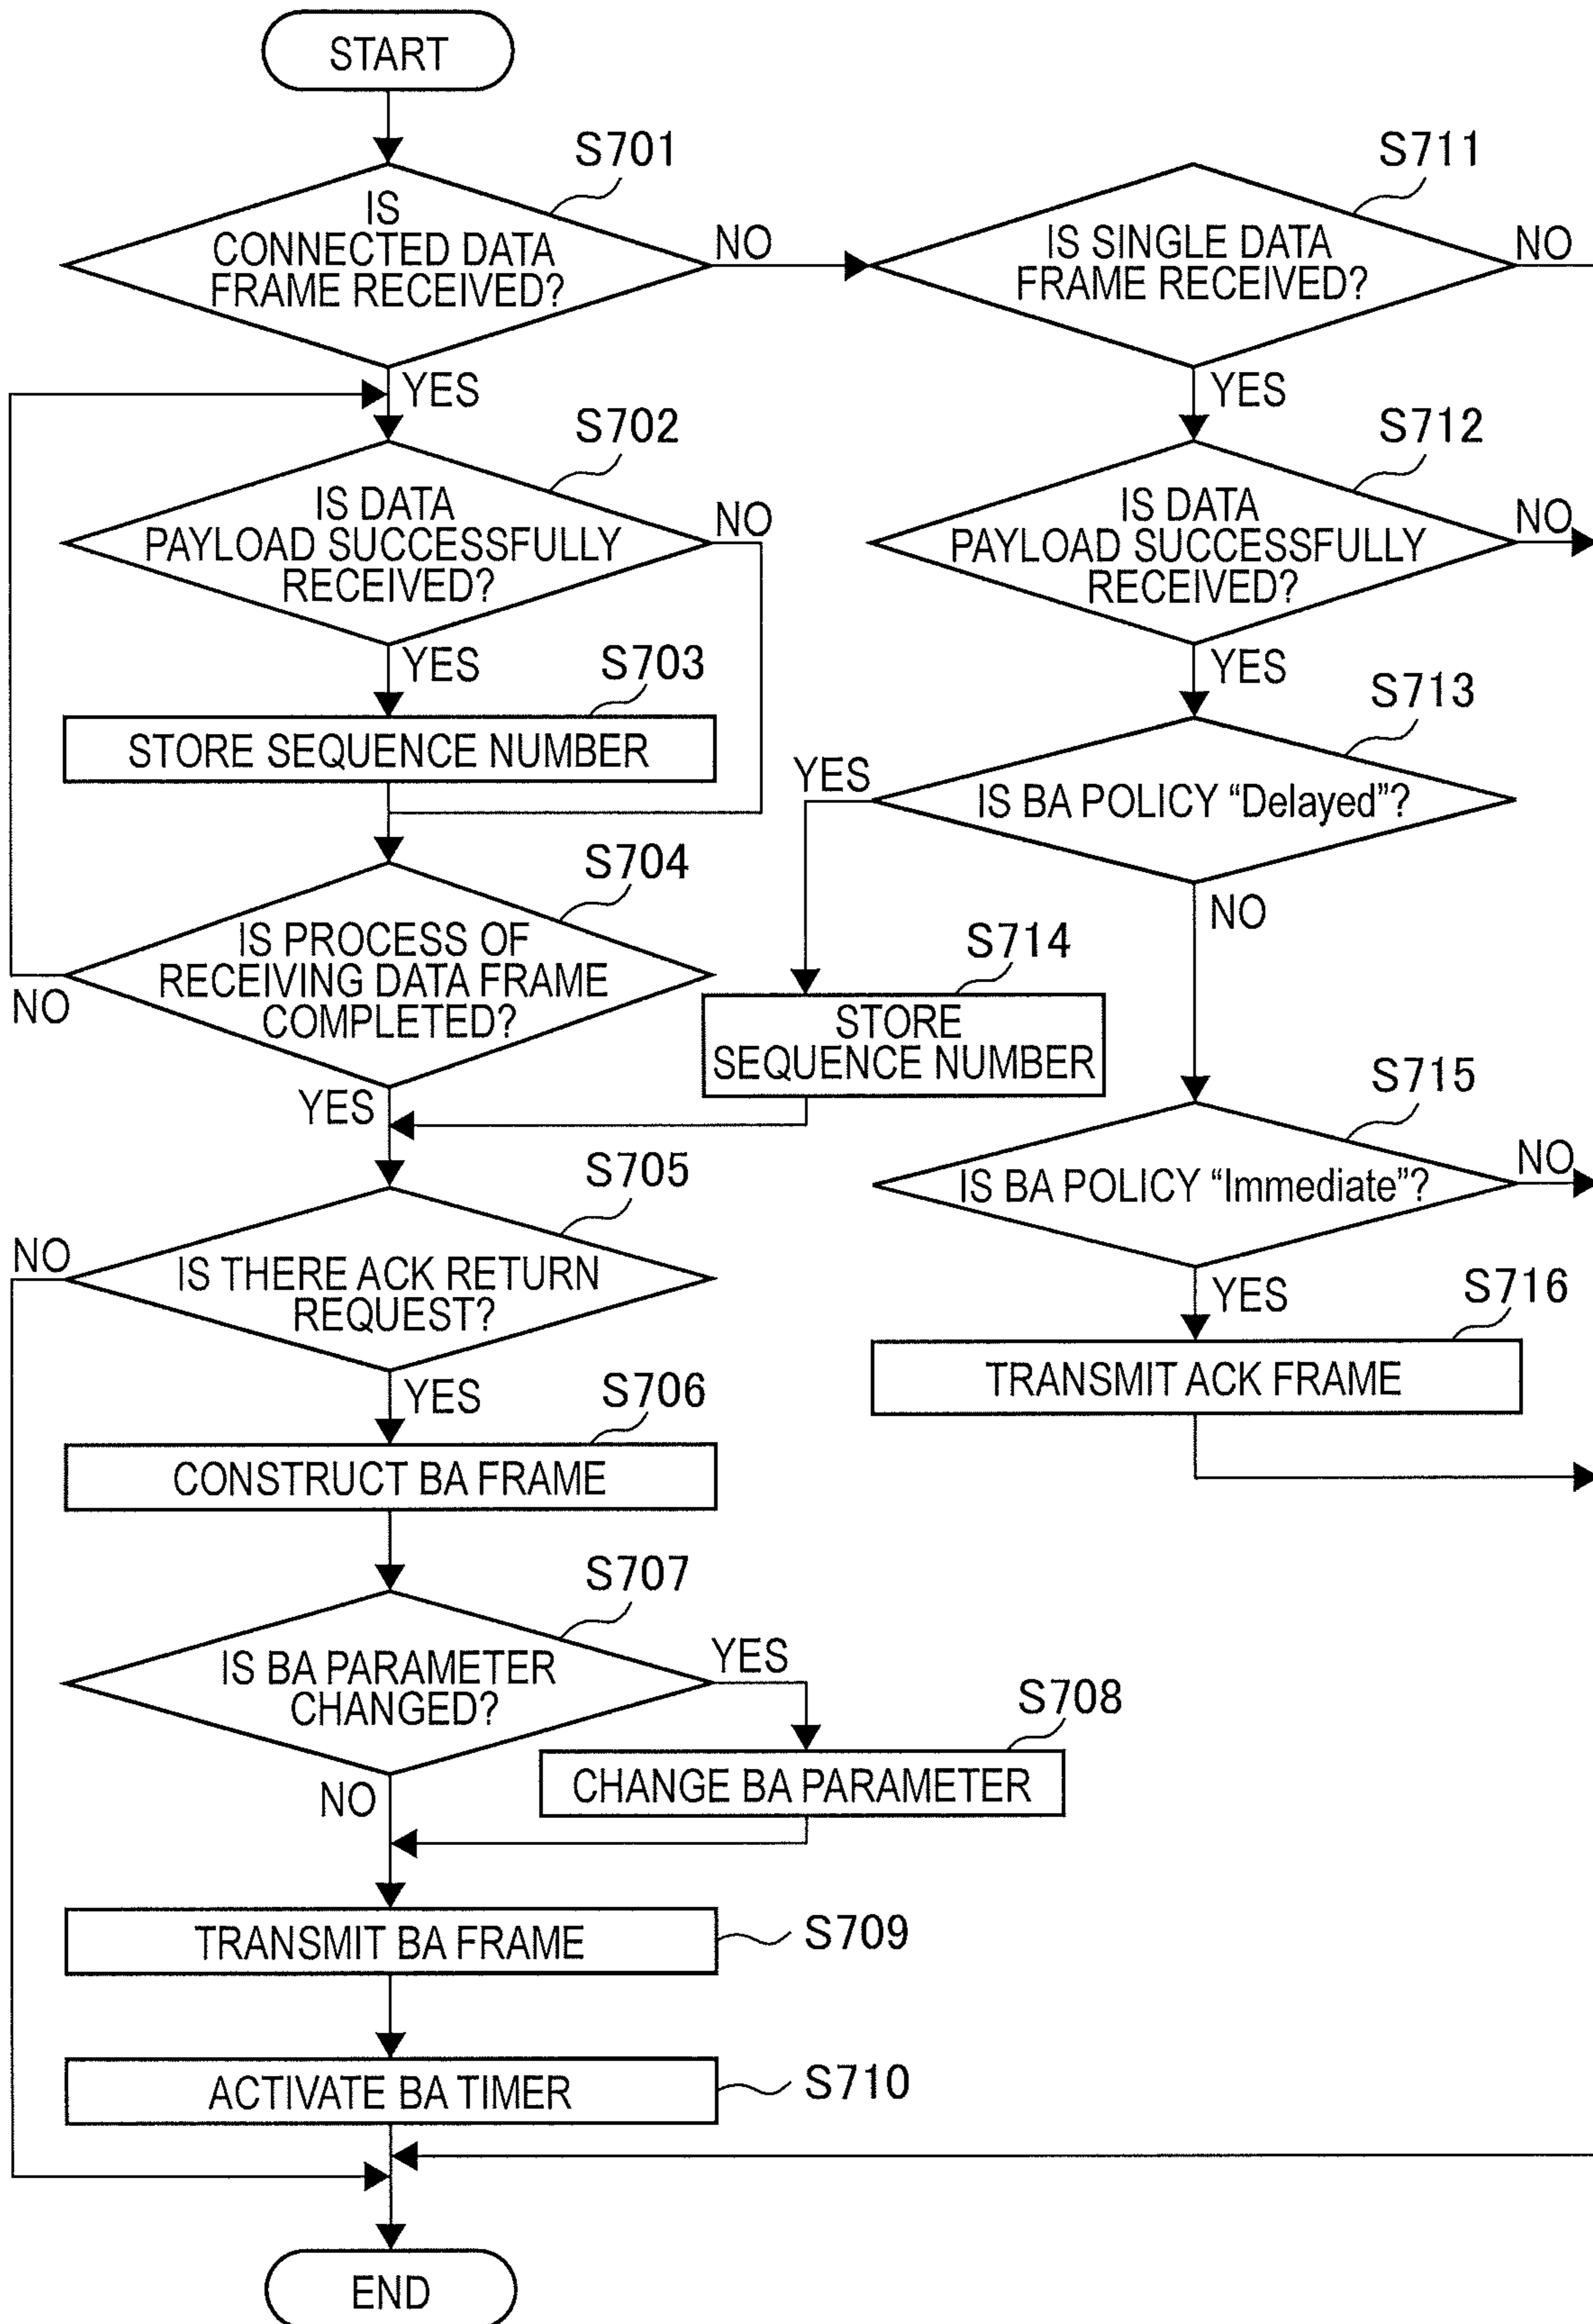 START
S701
IS
CONNECTED DATA
FRAME RECEIVED?
NO
YES
S702
IS DATA
PAYLOAD SUCCESSFULLY
RECEIVED?
NO
YES
S703
STORE SEQUENCE NUMBER
S704
IS PROCESS OF
RECEIVING DATA FRAME
COMPLETED?
NO
YES
S705
IS THERE ACK RETURN
REQUEST?
NO
YES
S706
CONSTRUCT BA FRAME
S707
IS BA PARAMETER
CHANGED?
YES
NO
S708
CHANGE BA PARAMETER
TRANSMIT BA FRAME
S709
ACTIVATE BA TIMER
S710
END
S711
IS SINGLE DATA
FRAME RECEIVED?
NO
YES
S712
IS DATA
PAYLOAD SUCCESSFULLY
RECEIVED?
NO
YES
S713
IS BA POLICY “Delayed”?
YES
NO
S714
STORE
SEQUENCE NUMBER
S715
IS BA POLICY “Immediate”?
NO
YES
S716
TRANSMIT ACK FRAME